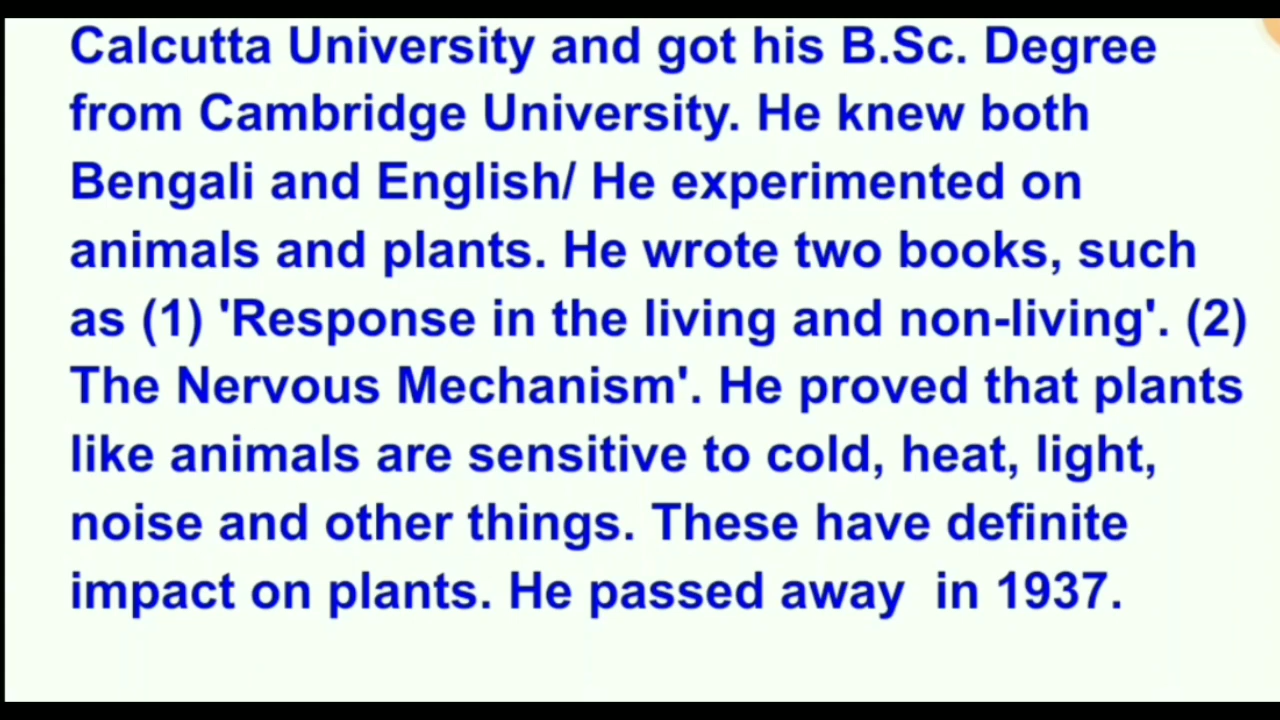 Calcutta University and got his B.Sc. Degree
from Cambridge University. He knew both
Bengali and English/ He experimented on
animals and plants. He wrote two books, such
as (1) 'Response in the living and non-living'. (2)
The Nervous Mechanism'. He proved that plants
like animals are sensitive to cold, heat, light,
noise and other things. These have definite
impact on plants. He passed away  in 1937.